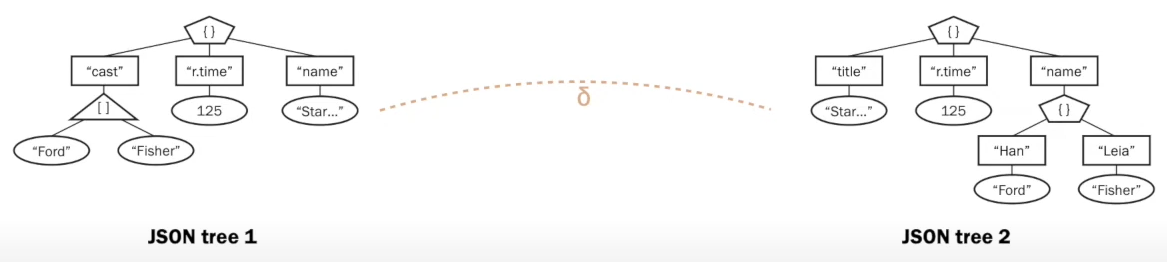 { } { }
“cast” “r.time” “name” “title” “r.time” “name”
[ ] 125 “Star...” δ “Star...” 125 { }
“Ford” “Fisher” “Han” “Leia”
“Ford” “Fisher”
JSON tree 1 JSON tree 2